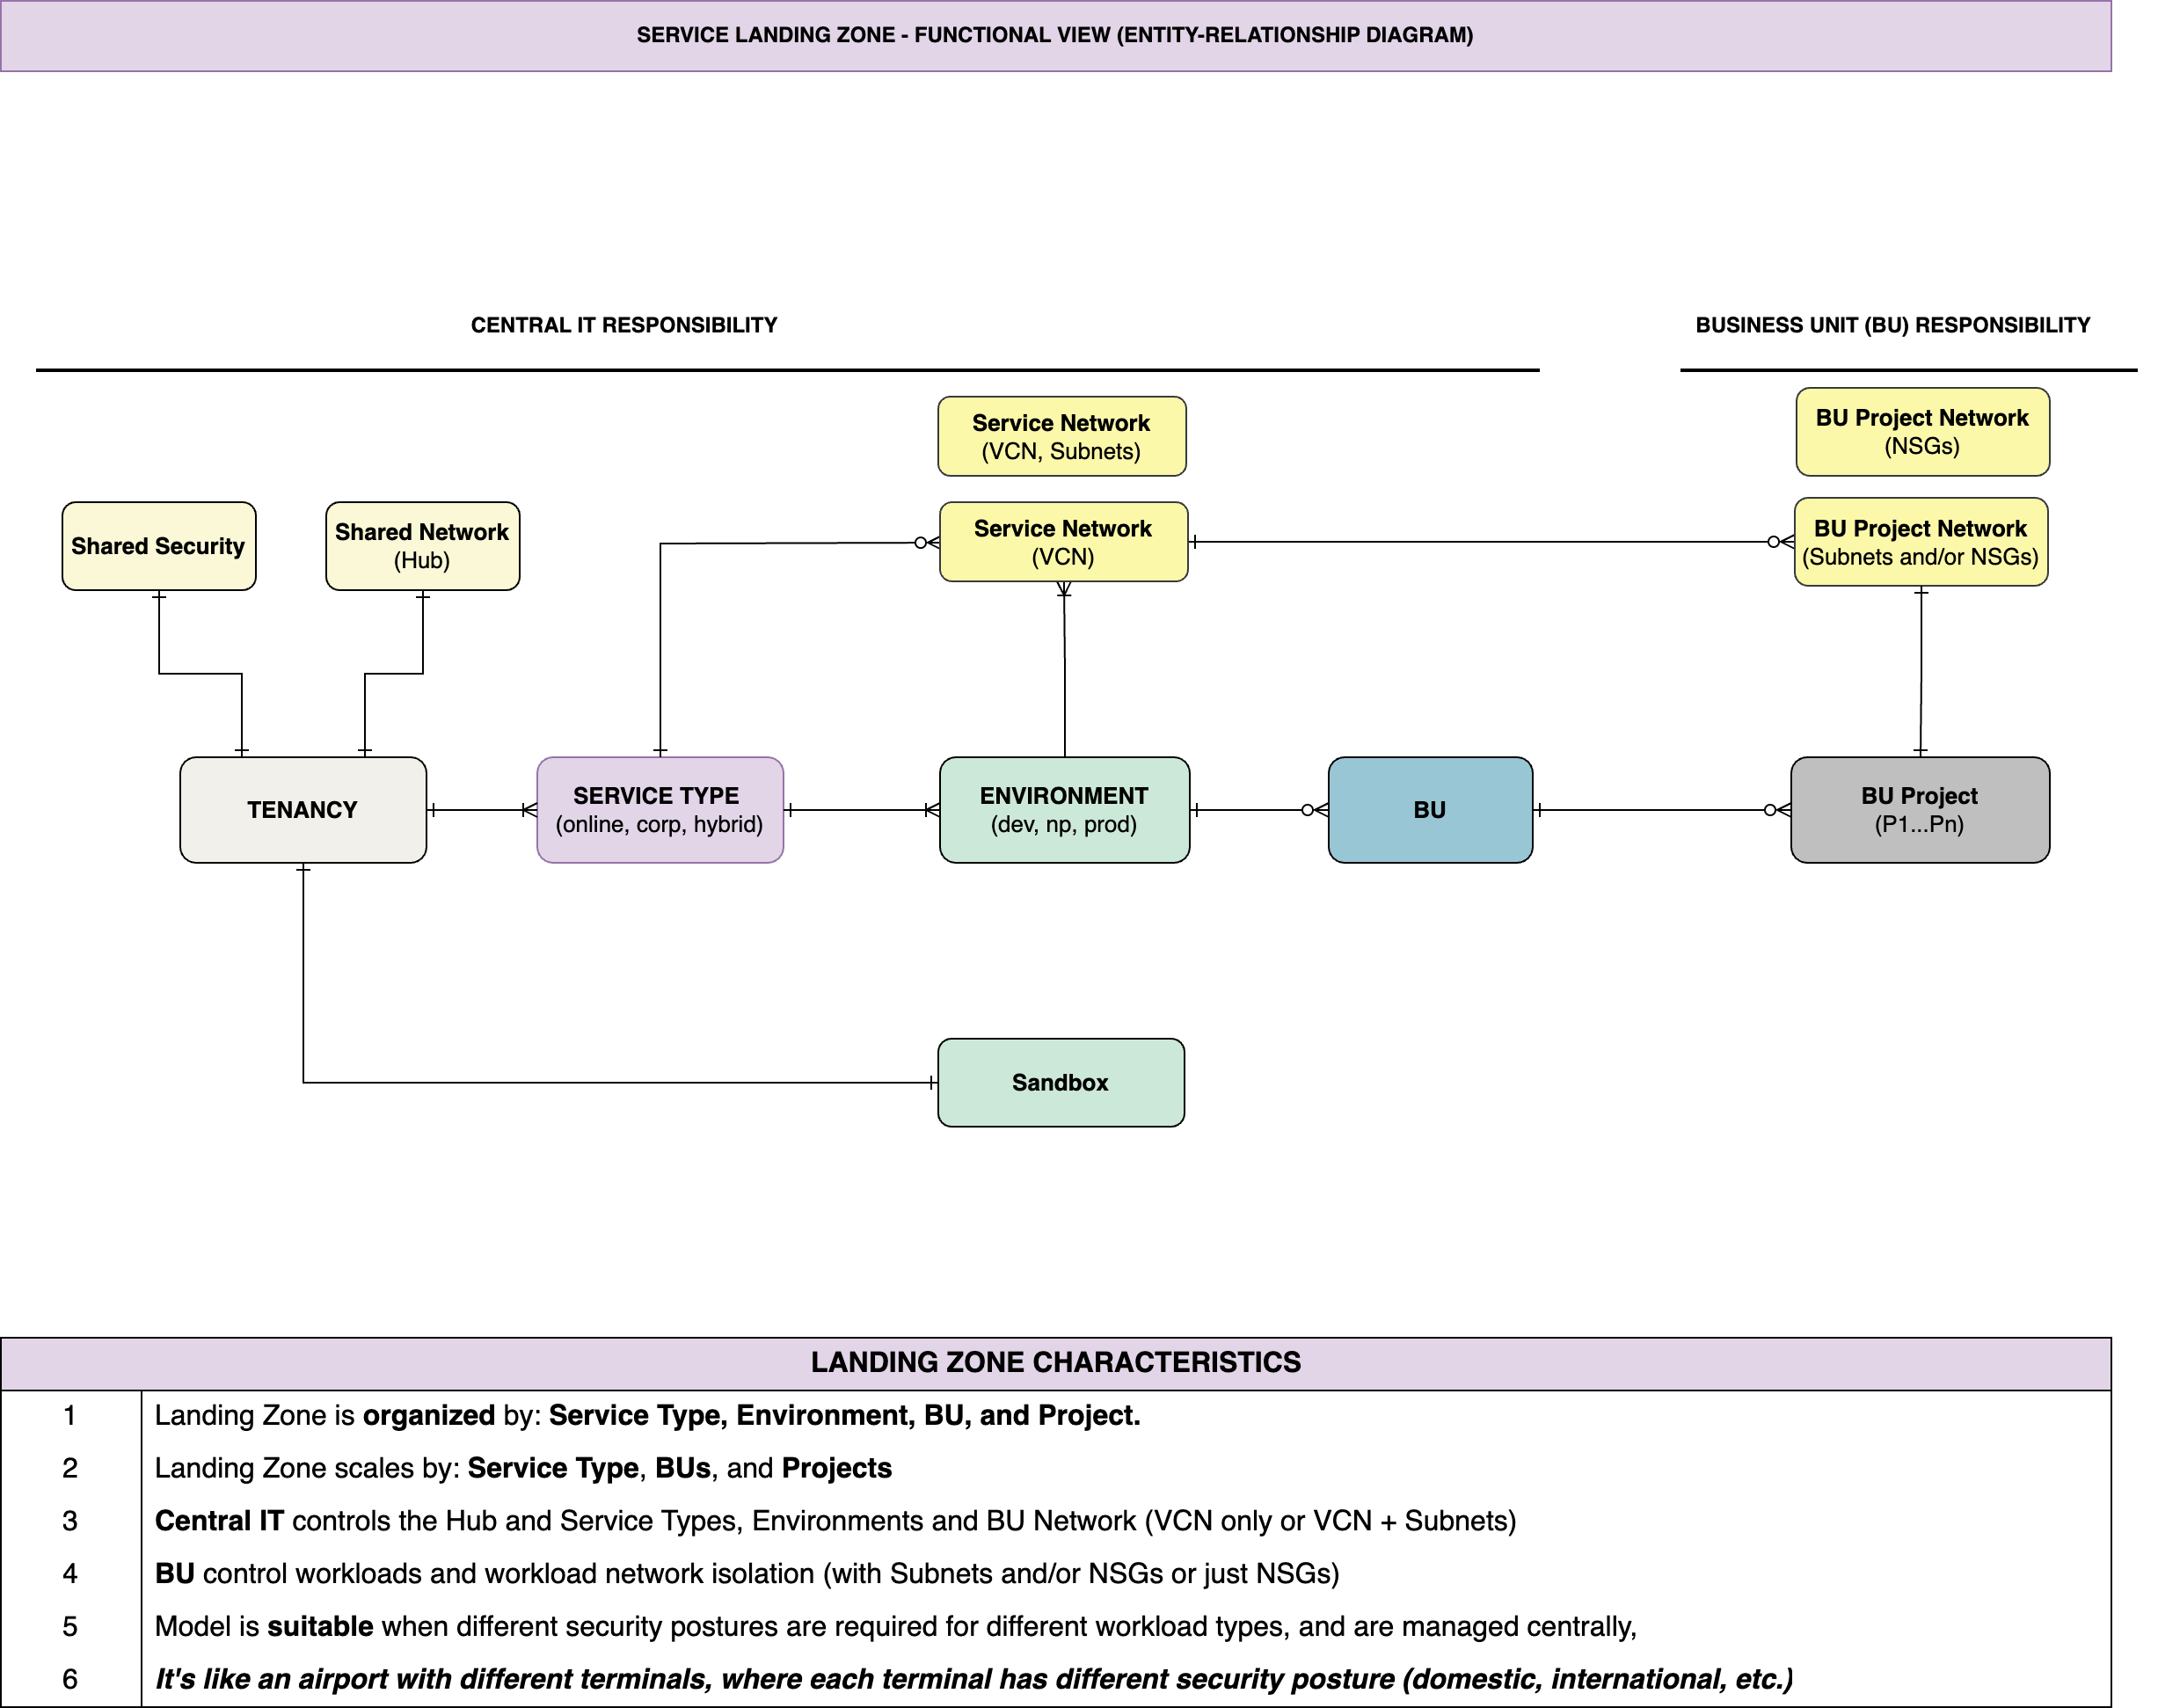 SERVICE LANDING ZONE - FUNCTIONAL VIEW (ENTITY-RELATIONSHIP DIAGRAM)
CENTRAL IT RESPONSIBILITY
BUSINESS UNIT (BU) RESPONSIBILITY
Service Network
(VCN, Subnets)
BU Project Network
(NSGs)
Shared Security
Shared Network
(Hub)
Service Network
(VCN)
BU Project Network
(Subnets and/or NSGs)
TENANCY
SERVICE TYPE
(online, corp, hybrid)
ENVIRONMENT
(dev, np, prod)
BU
BU Project
(P1...Pn)
Sandbox
LANDING ZONE CHARACTERISTICS
1 Landing Zone is organized by: Service Type, Environment, BU, and Project.
2 Landing Zone scales by: Service Type, BUs, and Projects
3 Central IT controls the Hub and Service Types, Environments and BU Network (VCN only or VCN + Subnets)
4 BU control workloads and workload network isolation (with Subnets and/or NSGs or just NSGs)
5 Model is suitable when different security postures are required for different workload types, and are managed centrally,
6 It's like an airport with different terminals, where each terminal has different security posture (domestic, international, etc.)